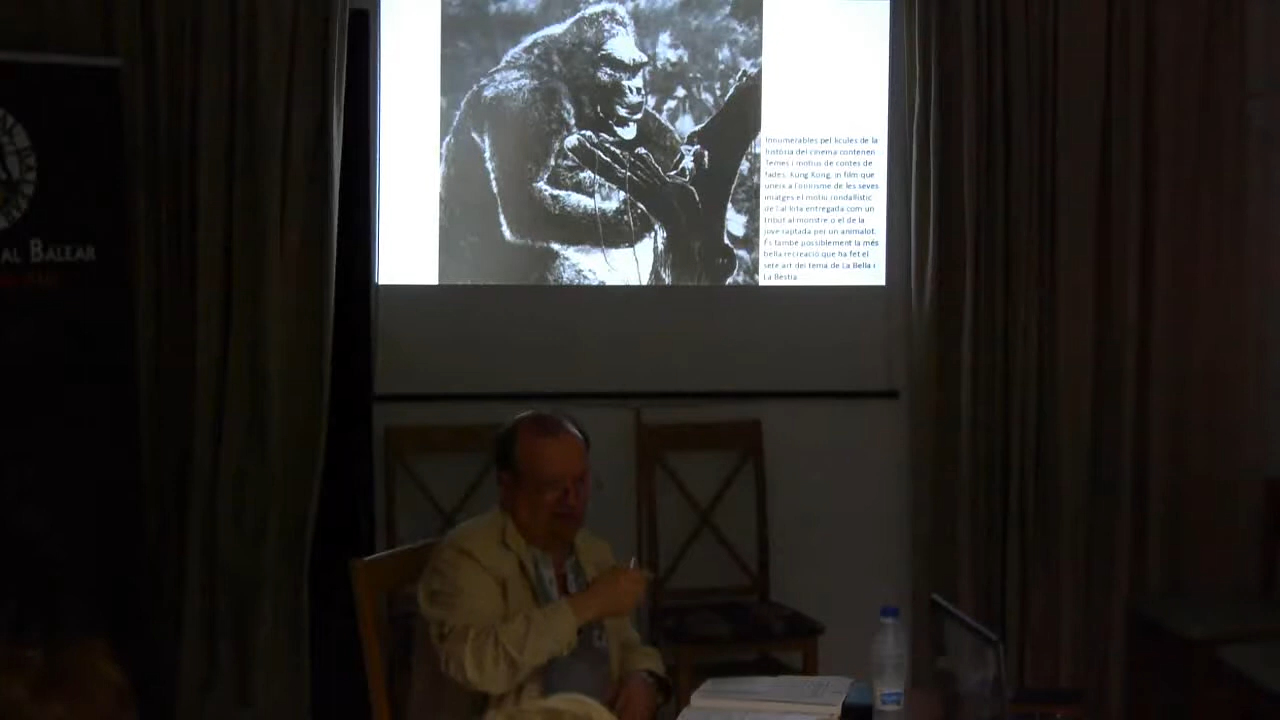 AL BALEAR
Innumerables pel·lícules de la
història del cinema contenen
Temes i motius de contes de
fades. Kung Kong, in film que
uneix a l'onirisme de les seves
imatges el motiu rondallístic
de l'al·lota entregada com un
tribut al monstre o el de la
jove raptada per un animalot.
És també possiblement la més
bella recreació que ha fet el
setè art del tema de La Bella i
La Bèstia.